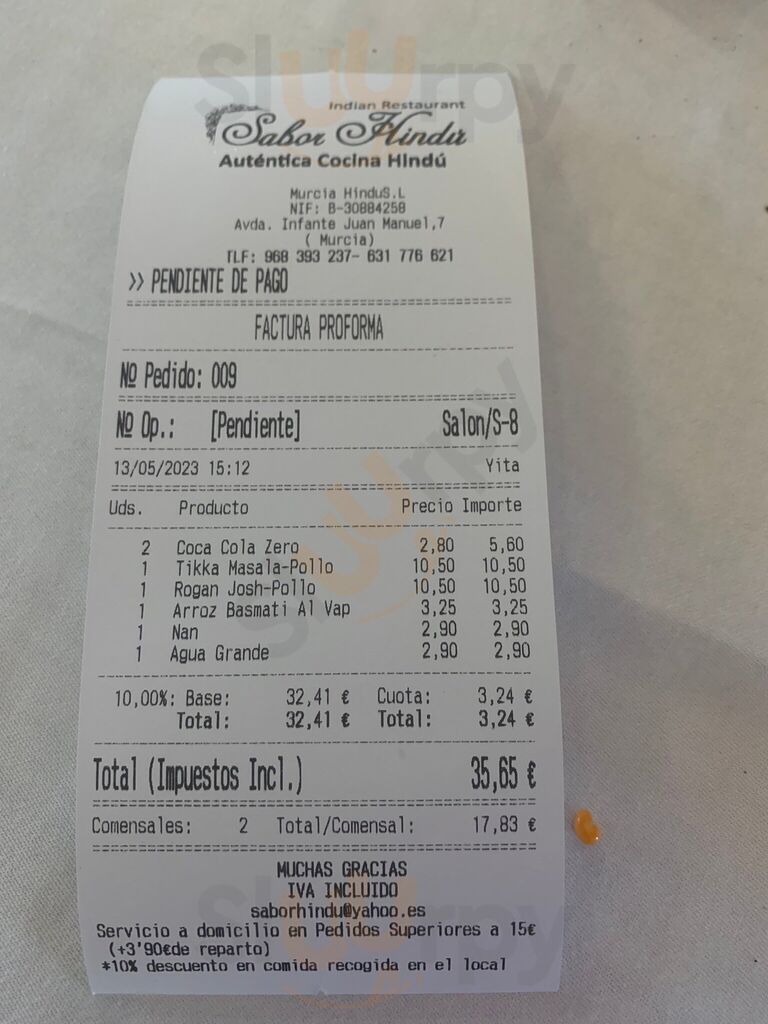 Indian Restaurant
Sabor Hindú
Auténtica Cocina Hindú
Murcia HinduS.L
NIF: B-30884258
Avda. Infante Juan Manuel,7
( Murcia)
TLF: 968 393 237- 631 776 621
>> PENDIENTE DE PAGO
FACTURA PROFORMA
Nº Pedido: 009
Nº Op.: [Pendiente] Salon/S-8
13/05/2023 15:12 Yita
Uds. Producto Precio Importe
2 Coca Cola Zero 2,80 5,60
1 Tikka Masala-Pollo 10,50 10,50
1 Rogan Josh-Pollo 10,50 10,50
1 Arroz Basmati Al Vap 3,25 3,25
1 Nan 2,90 2,90
1 Agua Grande 2,90 2,90
10,00%: Base: 32,41 € Cuota: 3,24 €
Total: 32,41 € Total: 3,24 €
Total (Impuestos Incl.) 35,65 €
Comensales: 2 Total/Comensal: 17,83 €
MUCHAS GRACIAS
IVA INCLUIDO
saborhindu@yahoo.es
Servicio a domicilio en Pedidos Superiores a 15€
(+3'90€de reparto)
*10% descuento en comida recogida en el local
Sluurpy
Sluurpy
Sluurpy